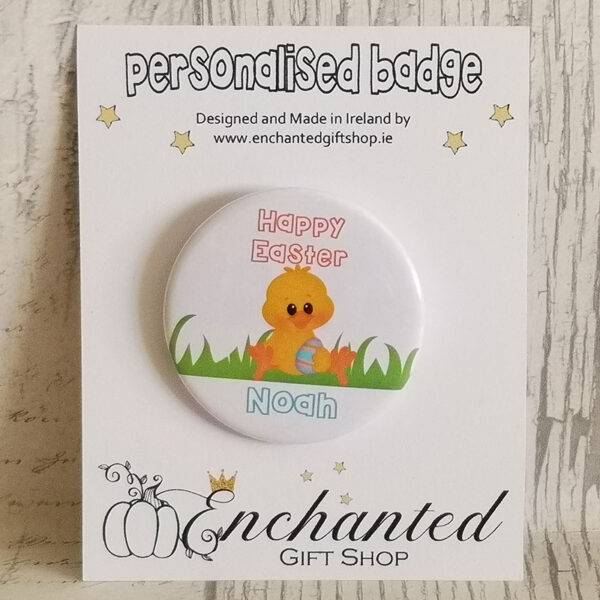 personalised badge
Designed and Made in Ireland by
www.enchantedgiftshop.ie
Happy
Easter
Noah
Enchanted
GIFT SHOP